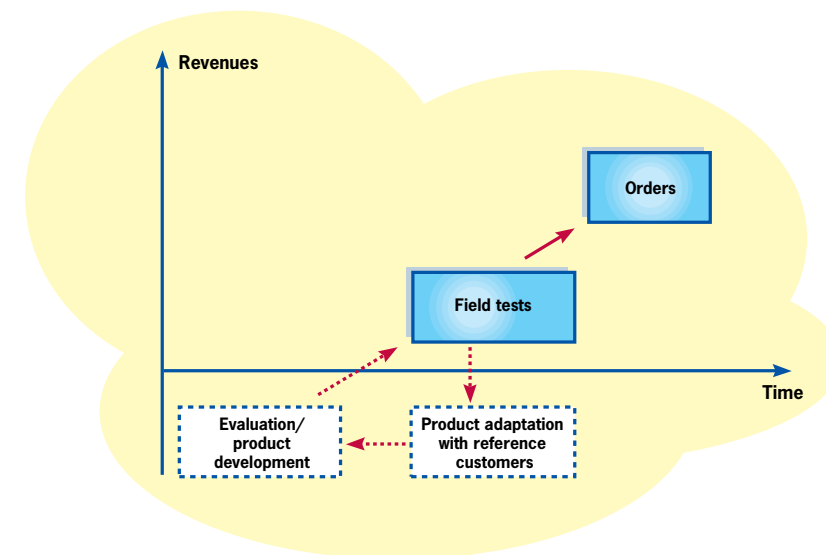 Revenues
Orders
Field tests
Time
Evaluation/
product
development
Product adaptation
with reference
customers